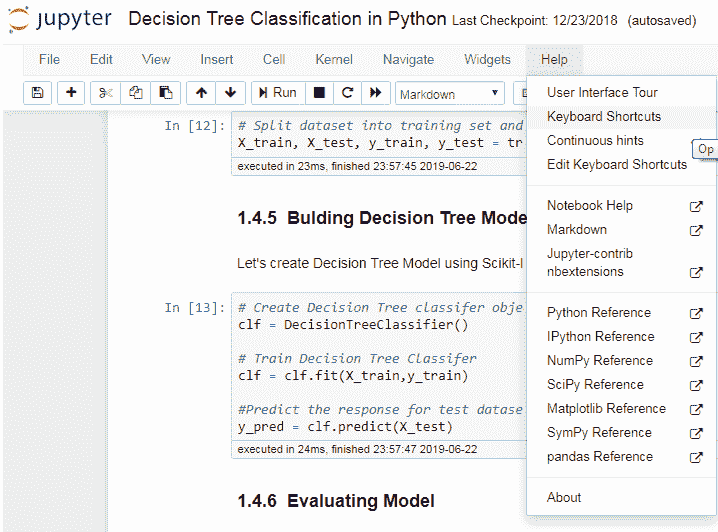 jupyter Decision Tree Classification in Python Last Checkpoint: 12/23/2018 (autosaved)
File Edit View Insert Cell Kernel Navigate Widgets Help
Run Markdown
User Interface Tour
Keyboard Shortcuts
Continuous hints
Op
Edit Keyboard Shortcuts
Notebook Help
Markdown
Jupyter-contrib
nbextensions
Python Reference
IPython Reference
NumPy Reference
SciPy Reference
Matplotlib Reference
SymPy Reference
pandas Reference
About
In [12]: # Split dataset into training set and
X_train, X_test, y_train, y_test = tr
executed in 23ms, finished 23:57:45 2019-06-22
1.4.5 Bulding Decision Tree Mode
Let's create Decision Tree Model using Scikit-l
In [13]: # Create Decision Tree classifer obje
clf = DecisionTreeClassifier()
# Train Decision Tree Classifer
clf = clf.fit(X_train,y_train)
#Predict the response for test datase
y_pred = clf.predict(X_test)
executed in 24ms, finished 23:57:47 2019-06-22
1.4.6 Evaluating Model